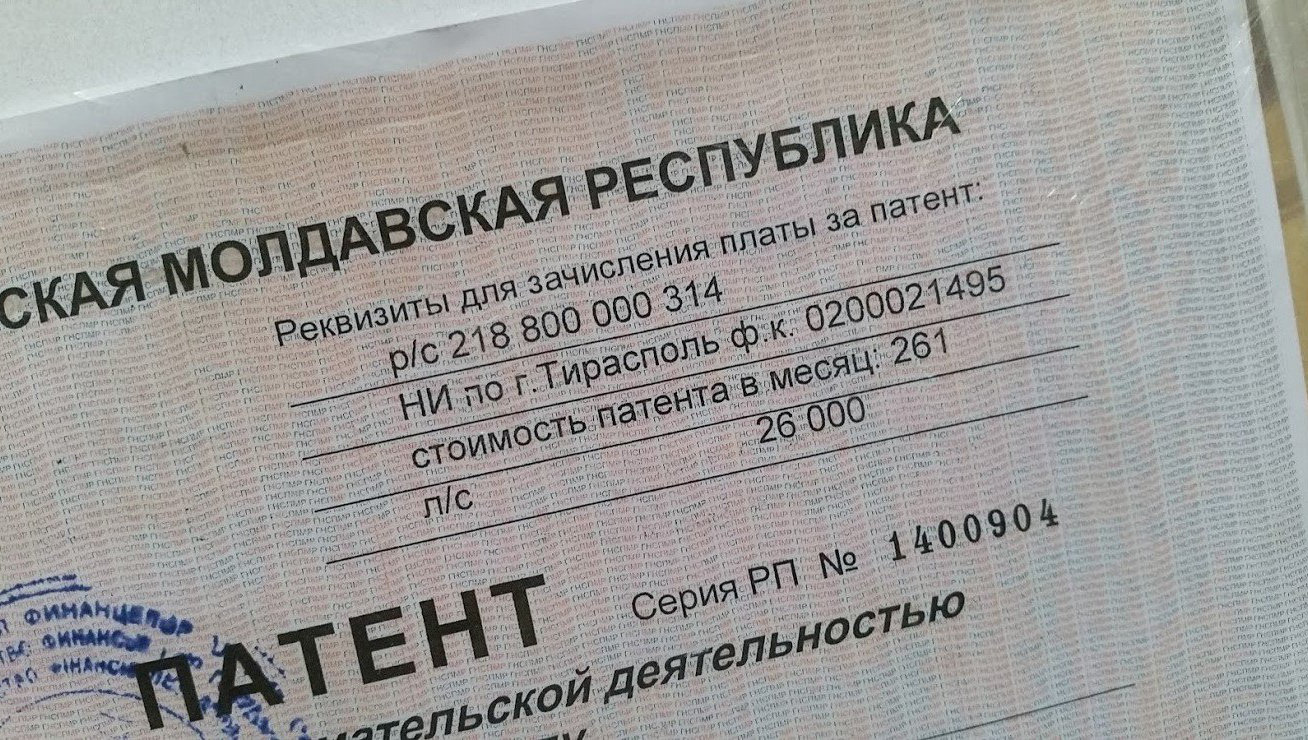 СКАЯ МОЛДАВСКАЯ РЕСПУБЛИКА
Реквизиты для зачисления платы за патент:
р/с 218 800 000 314
НИ по г.Тирасполь ф.к. 0200021495
стоимость патента в месяц: 261
26 000
л/с
Серия РП № 1400904
ПАТЕНТ
мательской деятельностью
ФИНАНЦЕЛОР